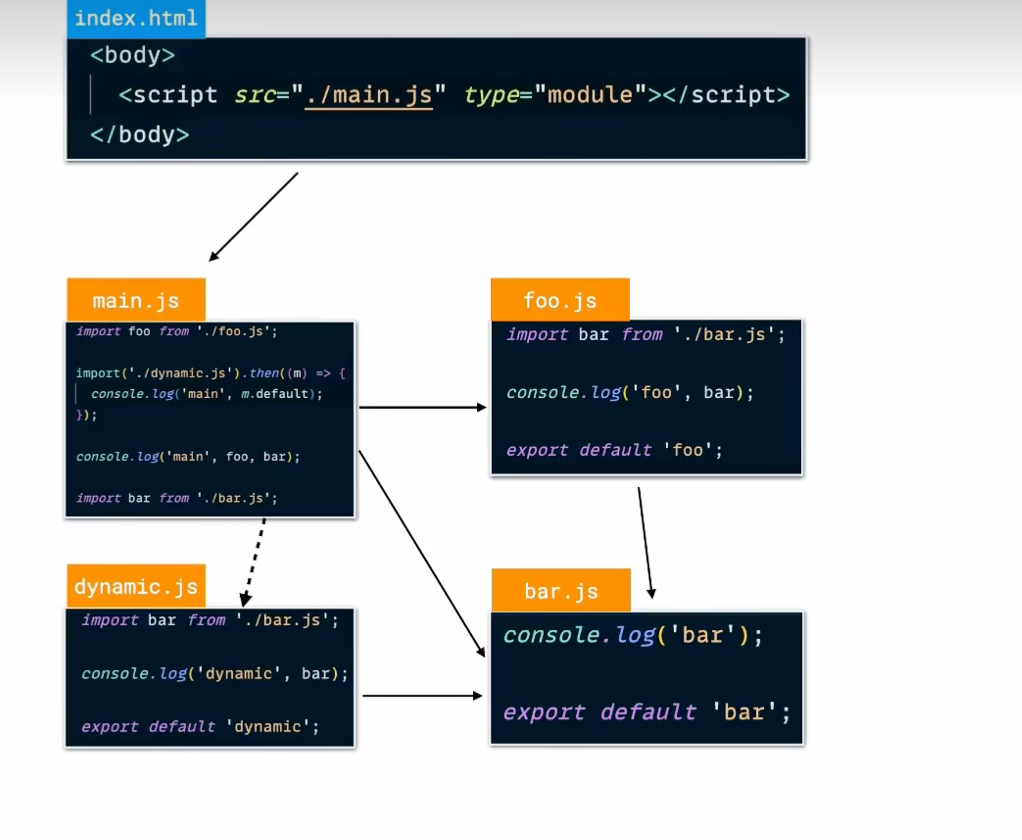 index.html
<body>
<script src="./main.js" type="module"></script>
</body>
main.js
import foo from './foo.js';
import('./dynamic.js').then((m) => {
console.log('main', m.default);
});
console.log('main', foo, bar);
import bar from './bar.js';
foo.js
import bar from './bar.js';
console.log('foo', bar);
export default 'foo';
dynamic.js
import bar from './bar.js';
console.log('dynamic', bar);
export default 'dynamic';
bar.js
console.log('bar');
export default 'bar';